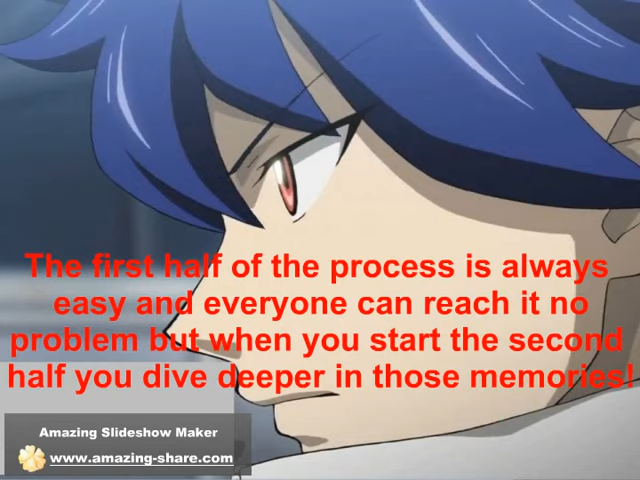 The first half of the process is always
easy and everyone can reach it no
problem but when you start the second
half you dive deeper in those memories!
Amazing Slideshow Maker
www.amazing-share.com